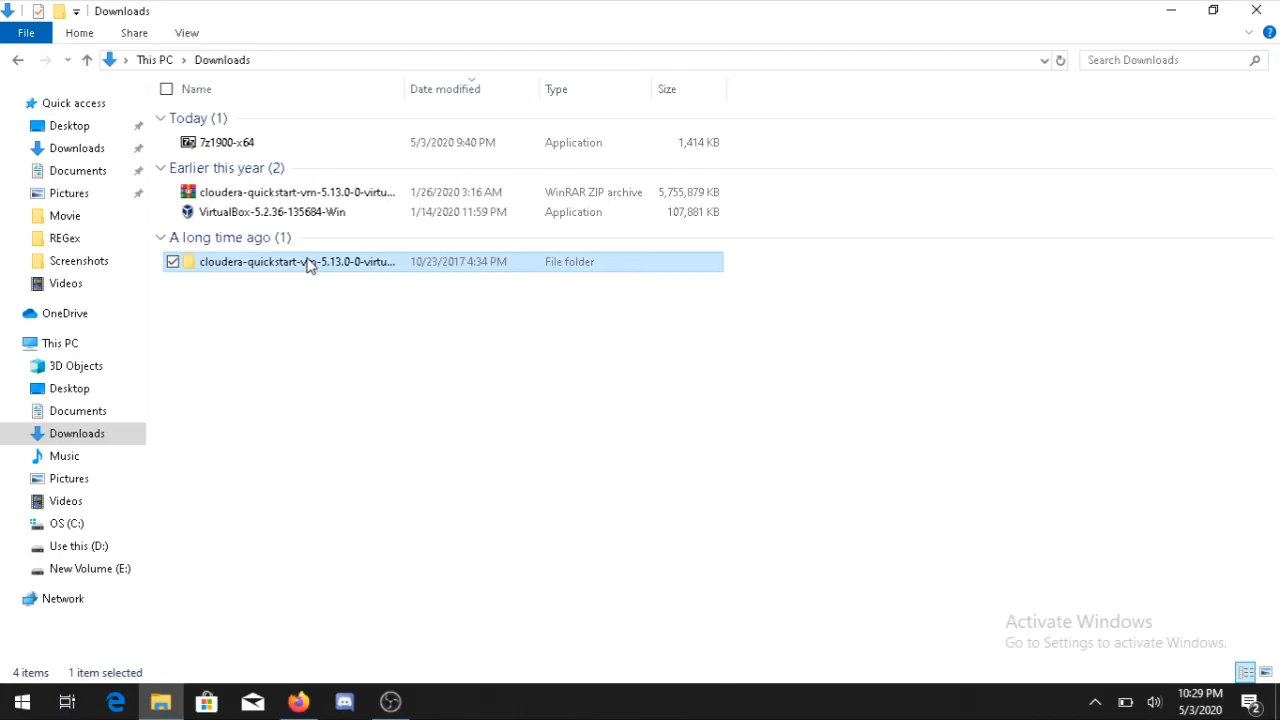 Downloads
File Home Share View
This PC Downloads Search Downloads
Name Date modified Type Size
Today (1)
7z1900-x64 5/3/2020 9:40 PM Application 1,414 KB
Earlier this year (2)
cloudera-quickstart-vm-5.13.0-0-virtu... 1/26/2020 3:16 AM WinRAR ZIP archive 5,755,879 KB
VirtualBox-5.2.36-135684-Win 1/14/2020 11:59 PM Application 107,881 KB
A long time ago (1)
cloudera-quickstart-vm-5.13.0-0-virtu... 10/23/2017 4:34 PM File folder
Quick access
Desktop
Downloads
Documents
Pictures
Movie
REGex
Screenshots
Videos
OneDrive
This PC
3D Objects
Desktop
Documents
Downloads
Music
Pictures
Videos
OS (C:)
Use this (D:)
New Volume (E:)
Network
Activate Windows
Go to Settings to activate Windows.
4 items 1 item selected
10:29 PM
5/3/2020
2